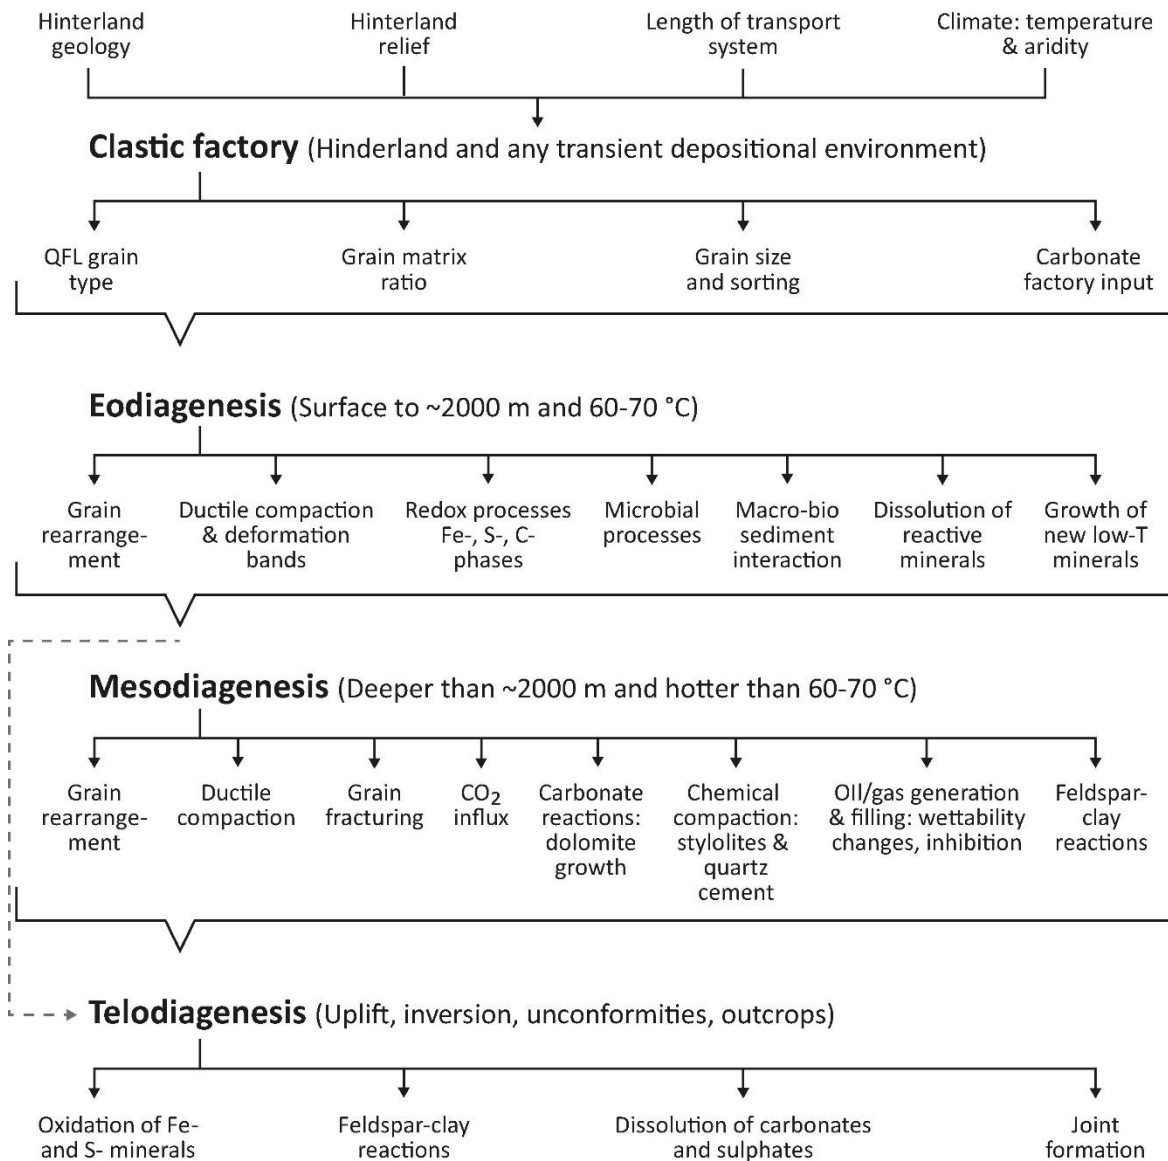 Hinterland
geology
Hinterland
relief
Length of transport
system
Climate: temperature
& aridity
Clastic factory (Hinderland and any transient depositional environment)
QFL grain
type
Grain matrix
ratio
Grain size
and sorting
Carbonate
factory input
Eodiagenesis (Surface to ~2000 m and 60-70 °C)
Grain
rearrange-
ment
Ductile compaction
& deformation
bands
Redox processes
Fe-, S-, C-
phases
Microbial
processes
Macro-bio
sediment
interaction
Dissolution of
reactive
minerals
Growth of
new low-T
minerals
Mesodiagenesis (Deeper than ~2000 m and hotter than 60-70 °C)
Grain
rearrange-
ment
Ductile
compaction
Grain
fracturing
CO2
influx
Carbonate
reactions:
dolomite
growth
Chemical
compaction:
stylolites &
quartz
cement
OIl/gas generation
& filling: wettability
changes, inhibition
Feldspar-
clay
reactions
Telodiagenesis (Uplift, inversion, unconformities, outcrops)
Oxidation of Fe-
and S- minerals
Feldspar-clay
reactions
Dissolution of carbonates
and sulphates
Joint
formation